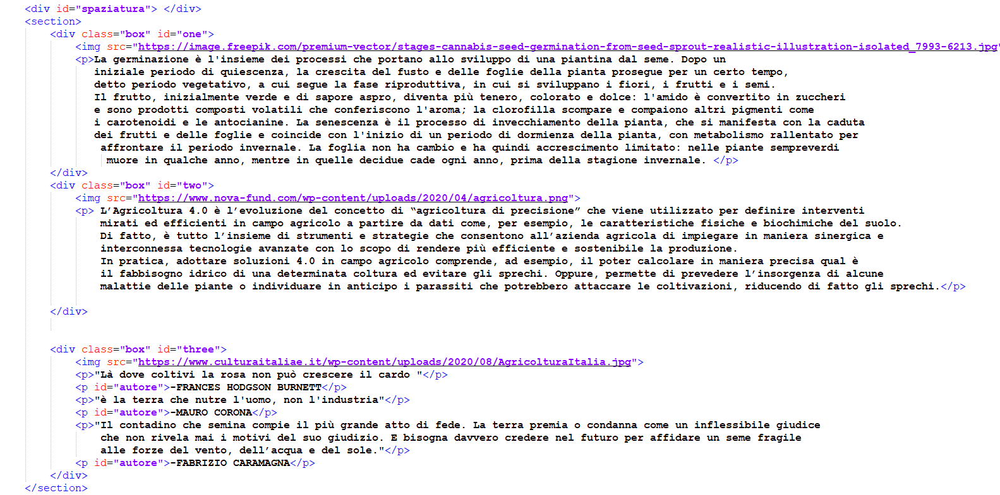 <div id="spaziatura"> </div>
<section>
<div class="box" id="one">
<img src="https://image.freepik.com/premium-vector/stages-cannabis-seed-germination-from-seed-sprout-realistic-illustration-isolated_7993-6213.jpg"
<p>La germinazione è l'insieme dei processi che portano allo sviluppo di una piantina dal seme. Dopo un
iniziale periodo di quiescenza, la crescita del fusto e delle foglie della pianta prosegue per un certo tempo,
detto periodo vegetativo, a cui segue la fase riproduttiva, in cui si sviluppano i fiori, i frutti e i semi.
Il frutto, inizialmente verde e di sapore aspro, diventa più tenero, colorato e dolce: l'amido è convertito in zuccheri
e sono prodotti composti volatili che conferiscono l'aroma; la clorofilla scompare e compaiono altri pigmenti come
i carotenoidi e le antocianine. La senescenza è il processo di invecchiamento della pianta, che si manifesta con la caduta
dei frutti e delle foglie e coincide con l'inizio di un periodo di dormienza della pianta, con metabolismo rallentato per
affrontare il periodo invernale. La foglia non ha cambio e ha quindi accrescimento limitato: nelle piante sempreverdi
muore in qualche anno, mentre in quelle decidue cade ogni anno, prima della stagione invernale. </p>
</div>
<div class="box" id="two">
<img src="https://www.nova-fund.com/wp-content/uploads/2020/04/agricoltura.png">
<p> L’Agricoltura 4.0 è l’evoluzione del concetto di “agricoltura di precisione” che viene utilizzato per definire interventi
mirati ed efficienti in campo agricolo a partire da dati come, per esempio, le caratteristiche fisiche e biochimiche del suolo.
Di fatto, è tutto l’insieme di strumenti e strategie che consentono all’azienda agricola di impiegare in maniera sinergica e
interconnessa tecnologie avanzate con lo scopo di rendere più efficiente e sostenibile la produzione.
In pratica, adottare soluzioni 4.0 in campo agricolo comprende, ad esempio, il poter calcolare in maniera precisa qual è
il fabbisogno idrico di una determinata coltura ed evitare gli sprechi. Oppure, permette di prevedere l’insorgenza di alcune
malattie delle piante o individuare in anticipo i parassiti che potrebbero attaccare le coltivazioni, riducendo di fatto gli sprechi.</p>
</div>
<div class="box" id="three">
<img src="https://www.culturaitaliae.it/wp-content/uploads/2020/08/AgricolturaItalia.jpg">
<p>"Là dove coltivi la rosa non può crescere il cardo "</p>
<p id="autore">-FRANCES HODGSON BURNETT</p>
<p>"è la terra che nutre l'uomo, non l'industria"</p>
<p id="autore">-MAURO CORONA</p>
<p>"Il contadino che semina compie il più grande atto di fede. La terra premia o condanna come un inflessibile giudice
che non rivela mai i motivi del suo giudizio. E bisogna davvero credere nel futuro per affidare un seme fragile
alle forze del vento, dell’acqua e del sole."</p>
<p id="autore">-FABRIZIO CARAMAGNA</p>
</div>
</section>